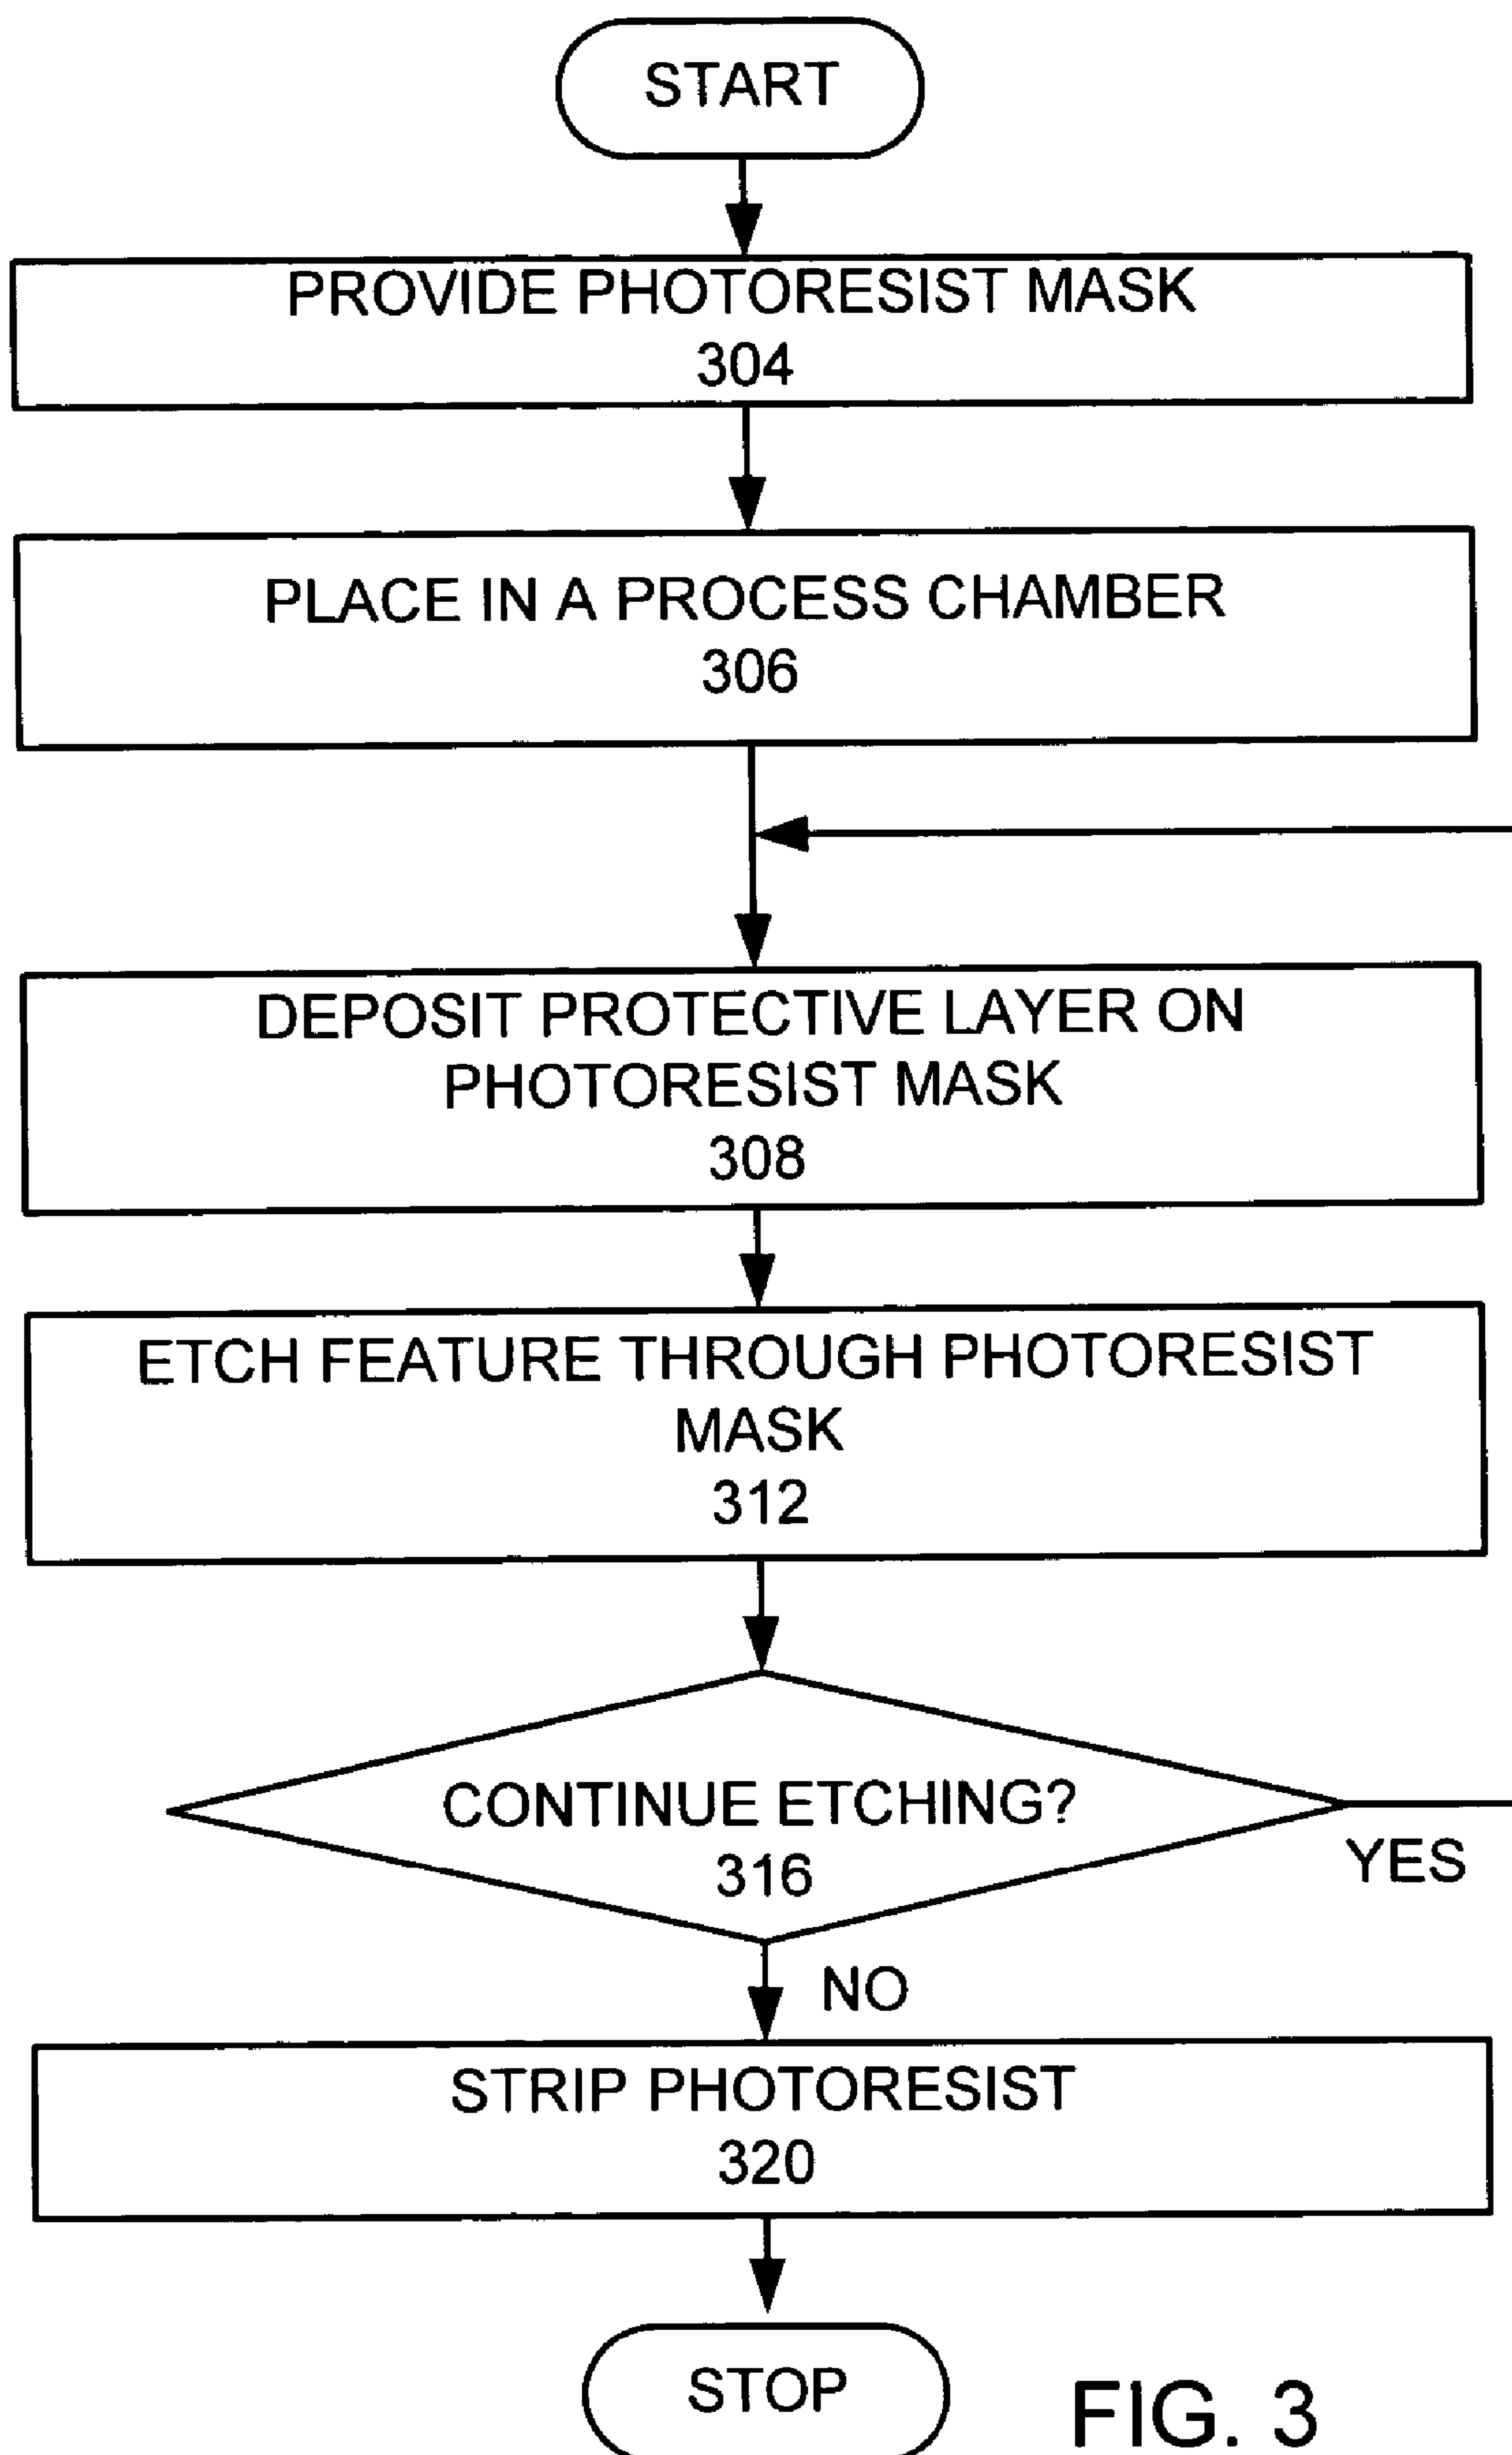 START
PROVIDE PHOTORESIST MASK
304
PLACE IN A PROCESS CHAMBER
306
DEPOSIT PROTECTIVE LAYER ON
PHOTORESIST MASK
308
ETCH FEATURE THROUGH PHOTORESIST
MASK
312
CONTINUE ETCHING?
316
YES
NO
STRIP PHOTORESIST
320
STOP
FIG. 3